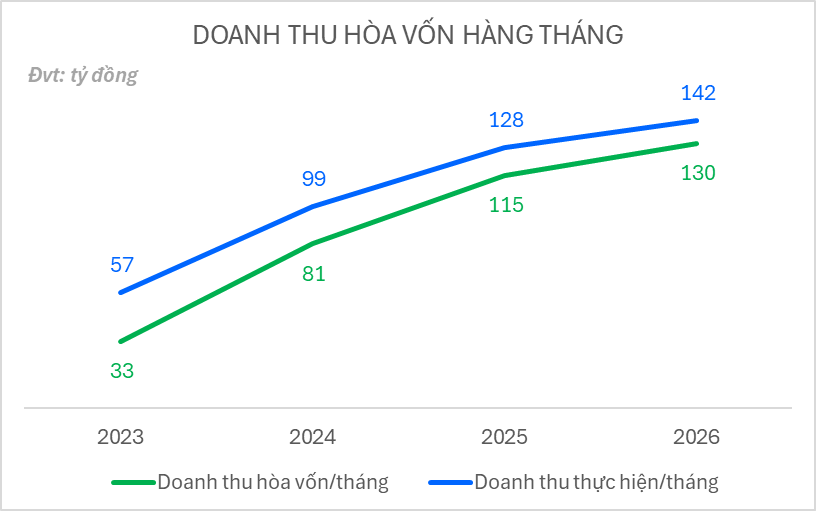 DOANH THU HÒA VỐN HÀNG THÁNG
Đvt: tỷ đồng
142
128
130
99
115
57
81
33
2023 2024 2025 2026
Doanh thu hòa vốn/tháng Doanh thu thực hiện/tháng